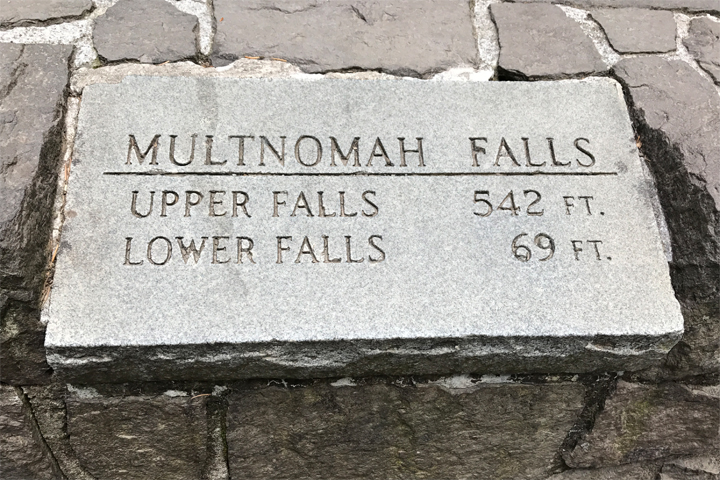 MULTNOMAH FALLS
UPPER FALLS 542 FT.
LOWER FALLS 69 FT.